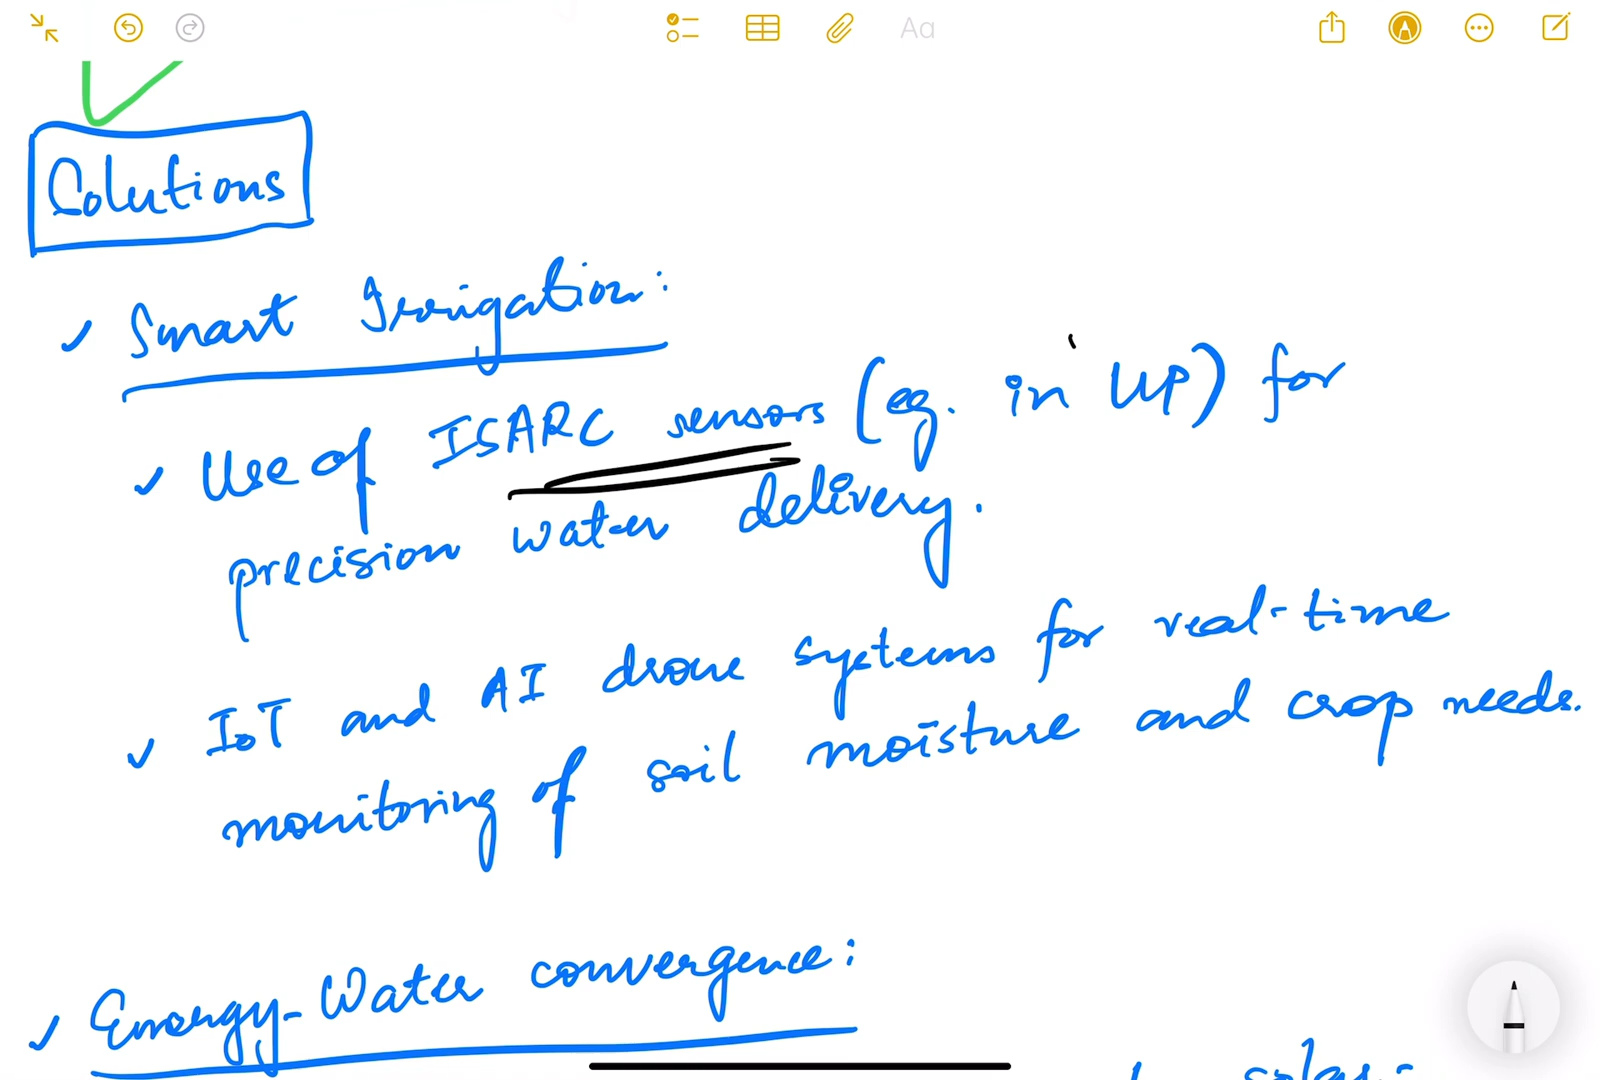 Aa
Solutions
✓ Smart Irrigation:
✓ Use of ISARC sensors (eg. in UP) for
precision water delivery.
✓ IoT and AI drone systems for real-time
monitoring of soil moisture and crop needs.
✓ Energy-Water convergence: